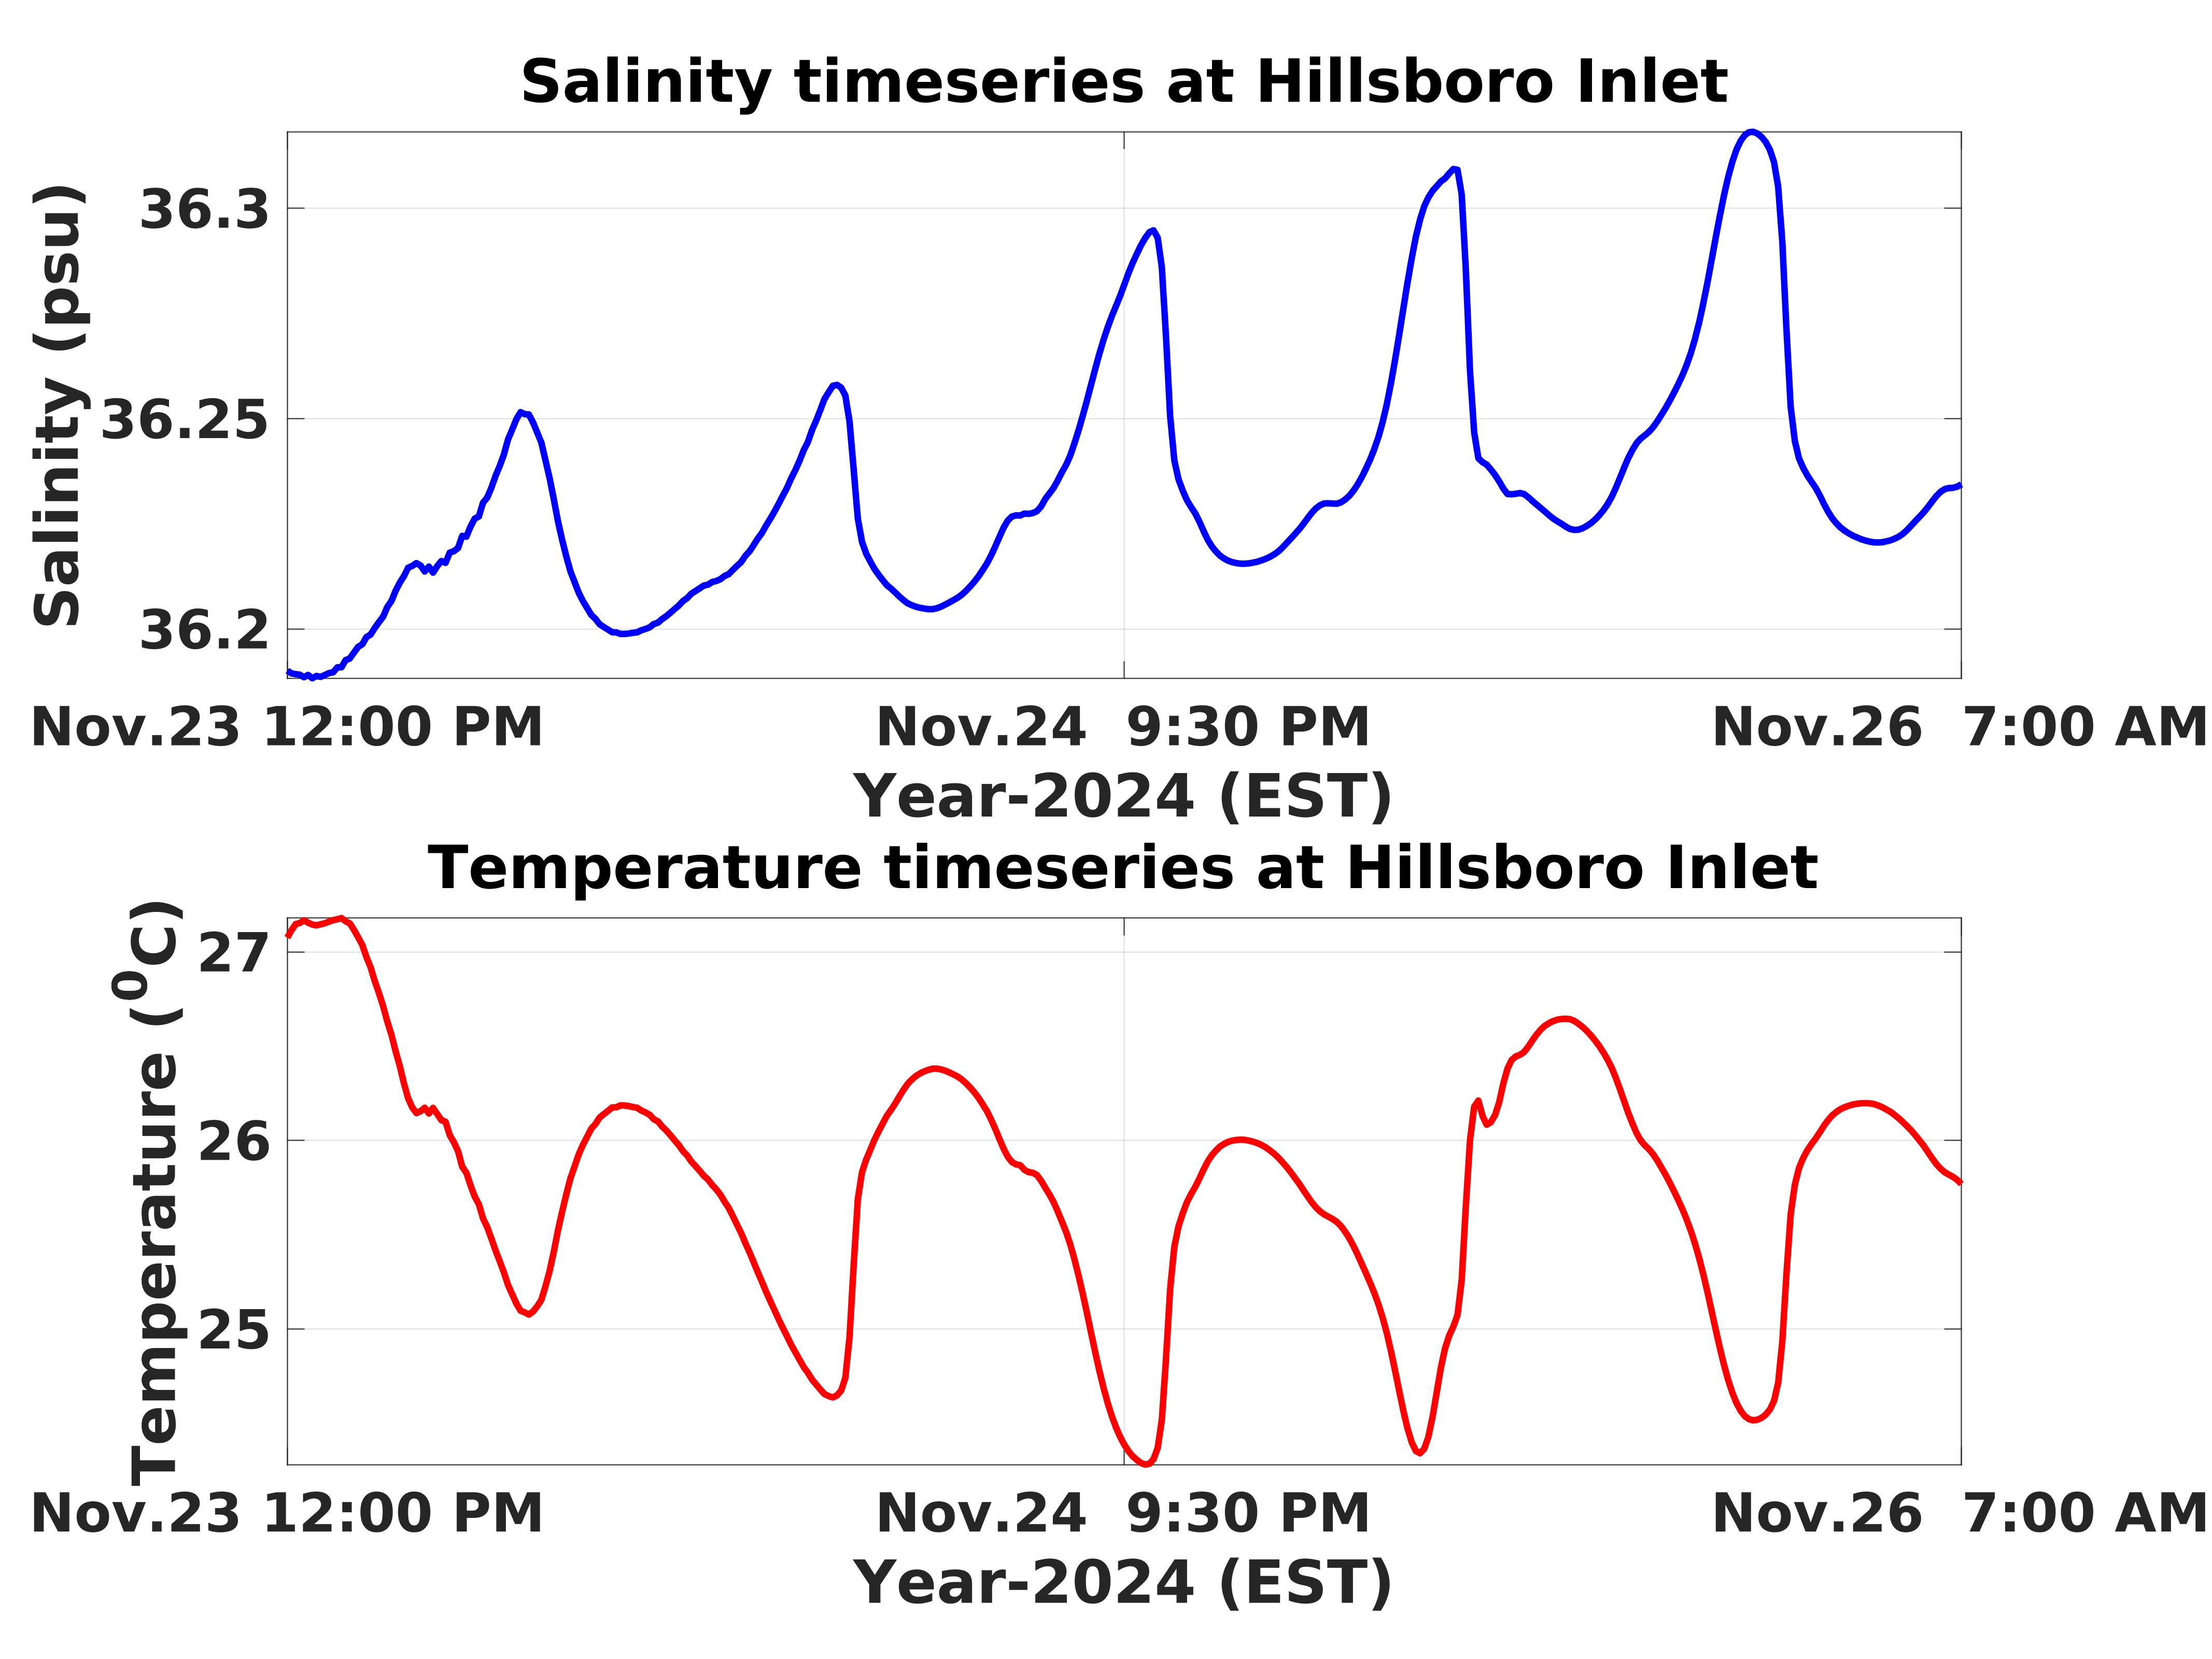 Salinity timeseries at Hillsboro Inlet
Salinity (psu)
36.3
36.25
36.2
Nov.23 12:00 PM Nov.24  9:30 PM Nov.26  7:00 AM
Year-2024 (EST)
Temperature timeseries at Hillsboro Inlet
Temperature (⁰C)
27
26
25
Nov.23 12:00 PM Nov.24  9:30 PM Nov.26  7:00 AM
Year-2024 (EST)